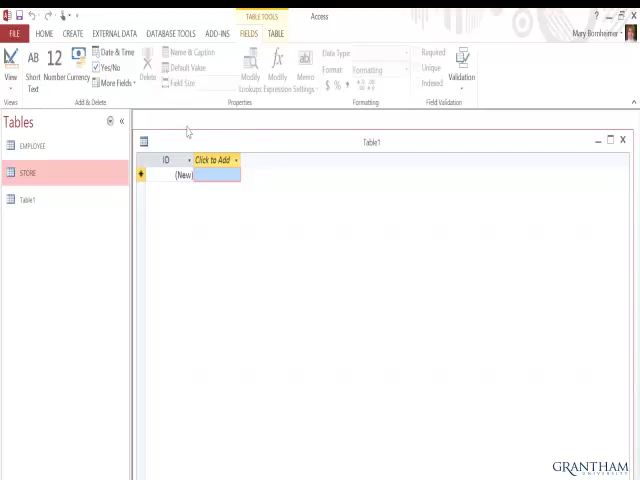 TABLE TOOLS
Access
FILE HOME CREATE EXTERNAL DATA DATABASE TOOLS ADD-INS FIELDS TABLE
Mary Bornheimer
View
Views
AB
Short
Text
12
Number
Currency
Date & Time
Yes/No
More Fields
Add & Delete
Delete
Name & Caption
Default Value
Field Size
Modify
Lookups
fx
Modify
Expression
ab
Memo
Settings
Properties
Data Type:
Format: Formatting
$ % ,
Formatting
Required
Unique
Indexed
Validation
Field Validation
Tables
EMPLOYEE
STORE
Table1
Table1
ID Click to Add
(New)
GRANTHAM
UNIVERSITY